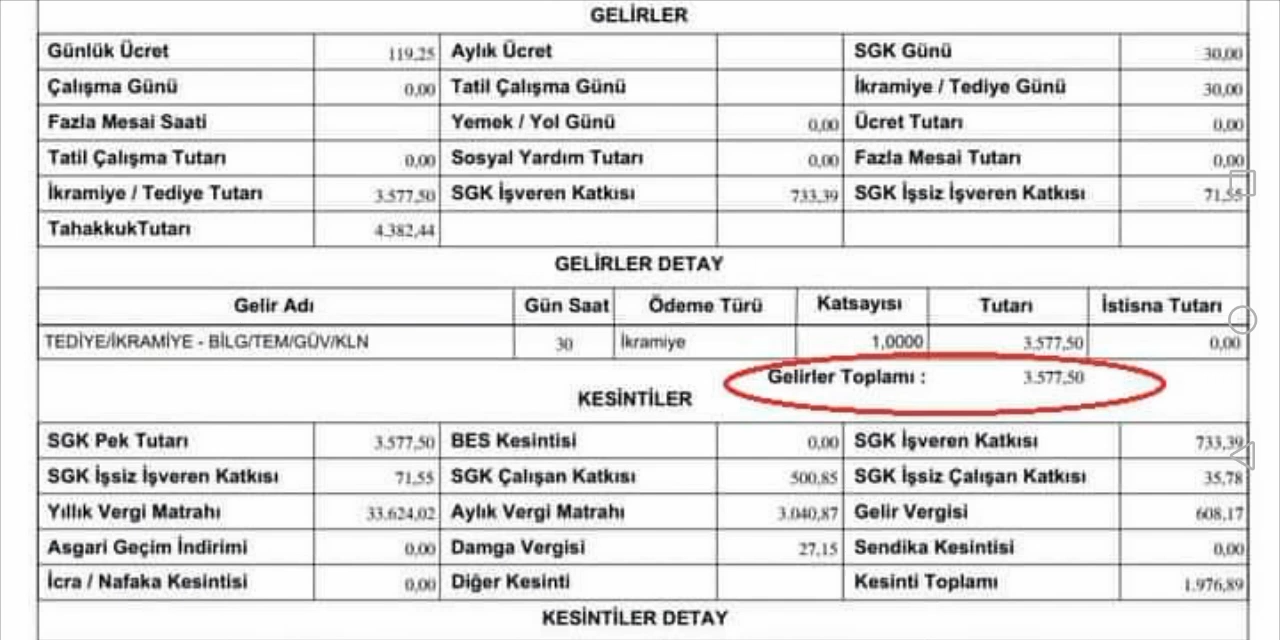 GELİRLER
Günlük Ücret 119,25 Aylık Ücret SGK Günü 30,00
Çalışma Günü 0,00 Tatil Çalışma Günü İkramiye / Tediye Günü 30,00
Fazla Mesai Saati Yemek / Yol Günü 0,00 Ücret Tutarı 0,00
Tatil Çalışma Tutarı 0,00 Sosyal Yardım Tutarı 0,00 Fazla Mesai Tutarı 0,00
İkramiye / Tediye Tutarı 3.577,50 SGK İşveren Katkısı 733,39 SGK İşsiz İşveren Katkısı 71,55
TahakkukTutarı 4.382,44
GELİRLER DETAY
Gelir Adı Gün Saat Ödeme Türü Katsayısı Tutarı İstisna Tutarı
TEDİYE/İKRAMİYE - BİLG/TEM/GÜV/KLN 30 İkramiye 1,0000 3.577,50 0,00
Gelirler Toplamı : 3.577,50
KESİNTİLER
SGK Pek Tutarı 3.577,50 BES Kesintisi 0,00 SGK İşveren Katkısı 733,39
SGK İşsiz İşveren Katkısı 71,55 SGK Çalışan Katkısı 500,85 SGK İşsiz Çalışan Katkısı 35,78
Yıllık Vergi Matrahı 33.624,02 Aylık Vergi Matrahı 3.040,87 Gelir Vergisi 608,17
Asgari Geçim İndirimi 0,00 Damga Vergisi 27,15 Sendika Kesintisi 0,00
İcra / Nafaka Kesintisi 0,00 Diğer Kesinti Kesinti Toplamı 1.976,89
KESİNTİLER DETAY